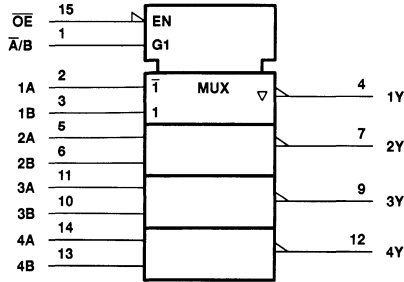 O̅E̅ 15 EN
A̅/B 1 G1
1A 2 1̅ MUX ▽ 4 1Y
1B 3 1
2A 5 7 2Y
2B 6
3A 11 9 3Y
3B 10
4A 14 12 4Y
4B 13